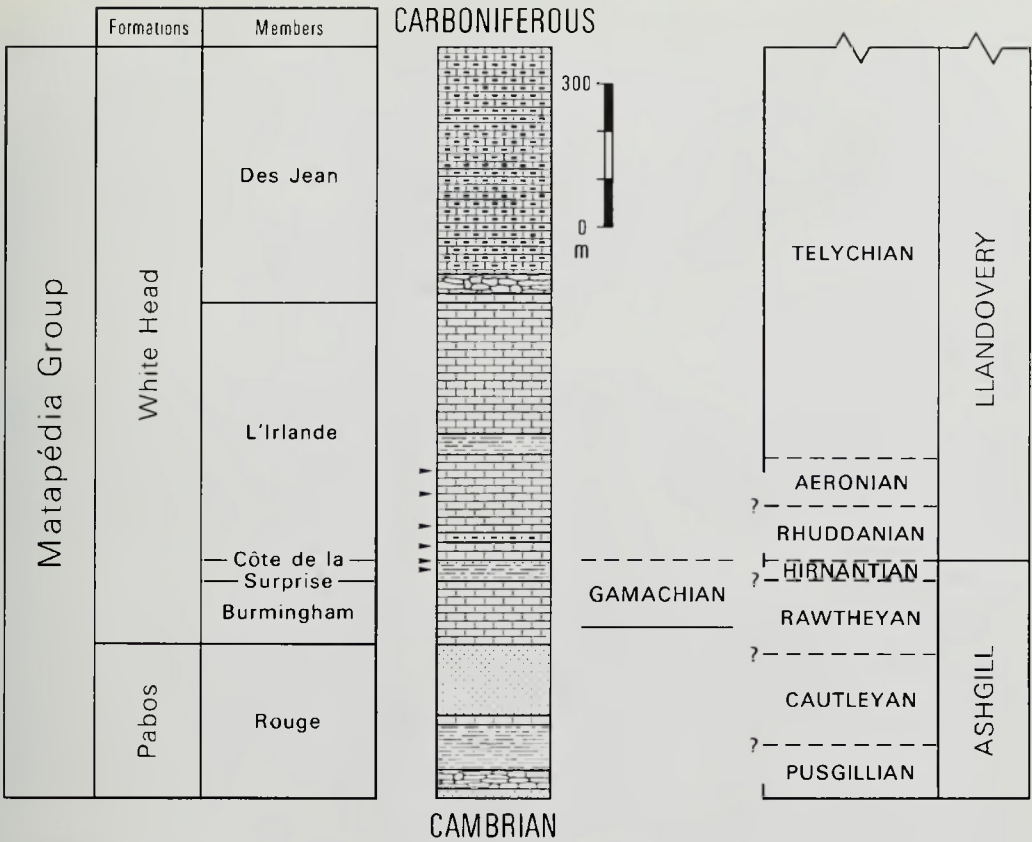 Formations
Members
CARBONIFEROUS
Matapédia Group
White Head
Pabos
Des Jean
L'Irlande
Côte de la
Surprise
Burmingham
Rouge
300
0
m
CAMBRIAN
GAMACHIAN
TELYCHIAN
AERONIAN
?
RHUDDANIAN
HIRNANTIAN
?
RAWTHEYAN
?
CAUTLEYAN
?
PUSGILLIAN
LLANDOVERY
ASHGILL